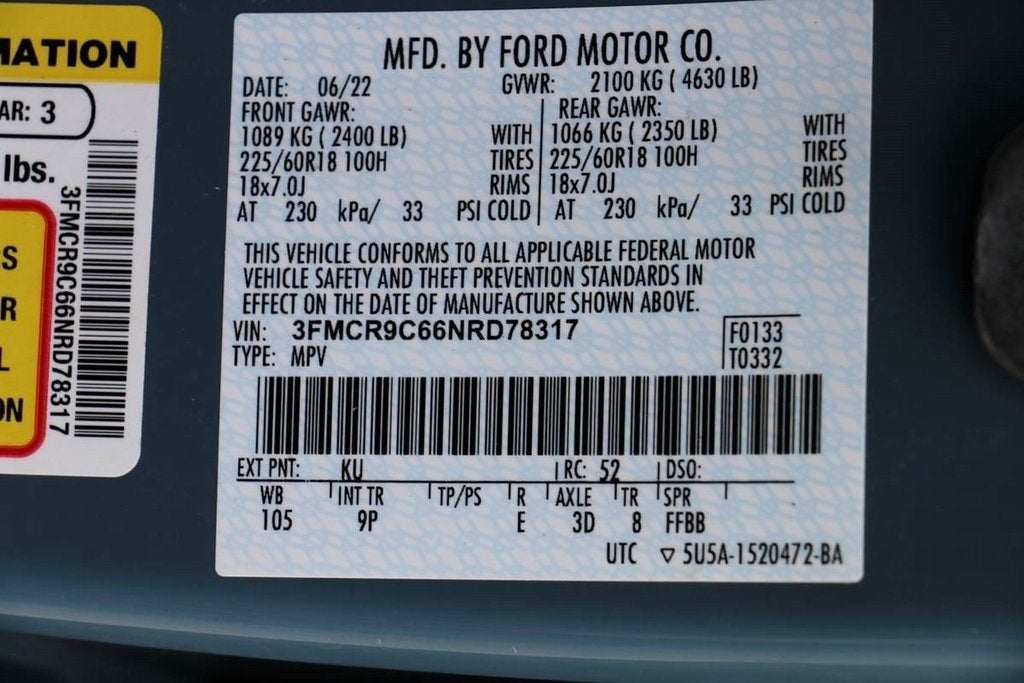 MATION
AR: 3
lbs.
S
R
L
ON
3FMCR9C66NRD78317
MFD. BY FORD MOTOR CO.
DATE: 06/22 GVWR: 2100 KG ( 4630 LB)
FRONT GAWR: REAR GAWR:
1089 KG ( 2400 LB) WITH 1066 KG ( 2350 LB) WITH
225/60R18 100H TIRES 225/60R18 100H TIRES
18x7.0J RIMS 18x7.0J RIMS
AT 230 kPa/ 33 PSI COLD AT 230 kPa/ 33 PSI COLD
THIS VEHICLE CONFORMS TO ALL APPLICABLE FEDERAL MOTOR
VEHICLE SAFETY AND THEFT PREVENTION STANDARDS IN
EFFECT ON THE DATE OF MANUFACTURE SHOWN ABOVE.
VIN: 3FMCR9C66NRD78317 F0133
TYPE: MPV T0332
EXT PNT: KU RC: 52 DSO:
WB INT TR TP/PS R AXLE TR SPR
105 9P E 3D 8 FFBB
UTC ▽ 5U5A-1520472-BA